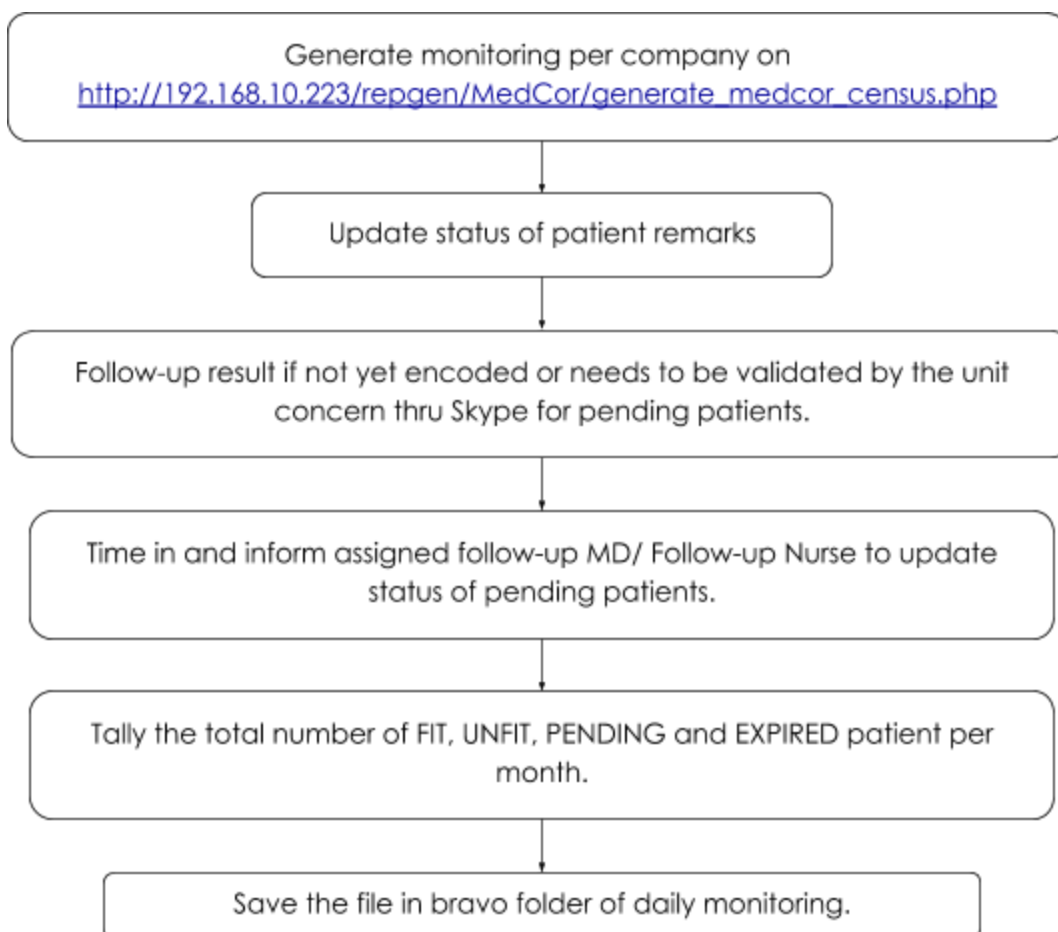 Generate monitoring per company on
http://192.168.10.223/repgen/MedCor/generate_medcor_census.php
Update status of patient remarks
Follow-up result if not yet encoded or needs to be validated by the unit
concern thru Skype for pending patients.
Time in and inform assigned follow-up MD/ Follow-up Nurse to update
status of pending patients.
Tally the total number of FIT, UNFIT, PENDING and EXPIRED patient per
month.
Save the file in bravo folder of daily monitoring.